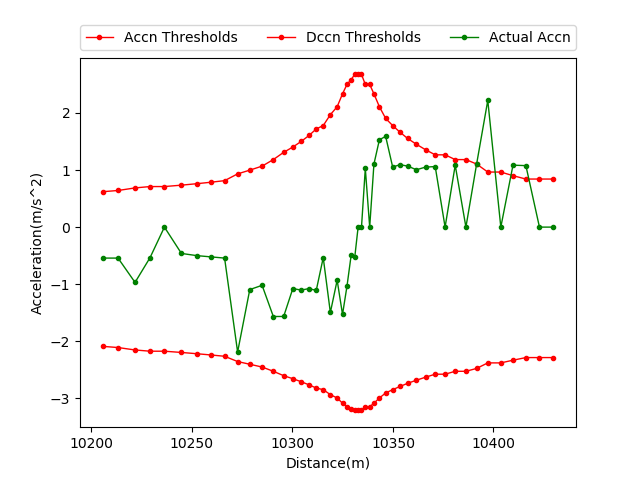 Accn Thresholds Dccn Thresholds Actual Accn
Acceleration(m/s^2)
2
1
0
−1
−2
−3
10200 10250 10300 10350 10400
Distance(m)